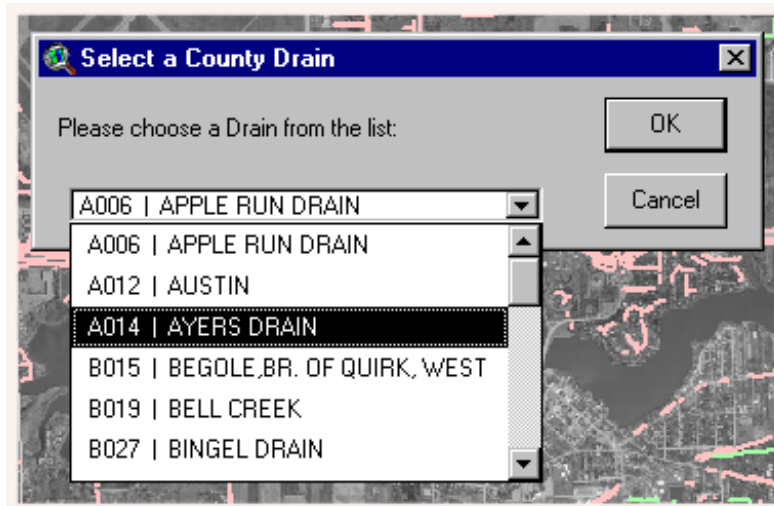 Select a County Drain
Please choose a Drain from the list:
OK
Cancel
A006 | APPLE RUN DRAIN
A006 | APPLE RUN DRAIN
A012 | AUSTIN
A014 | AYERS DRAIN
B015 | BEGOLE,BR. OF QUIRK, WEST
B019 | BELL CREEK
B027 | BINGEL DRAIN